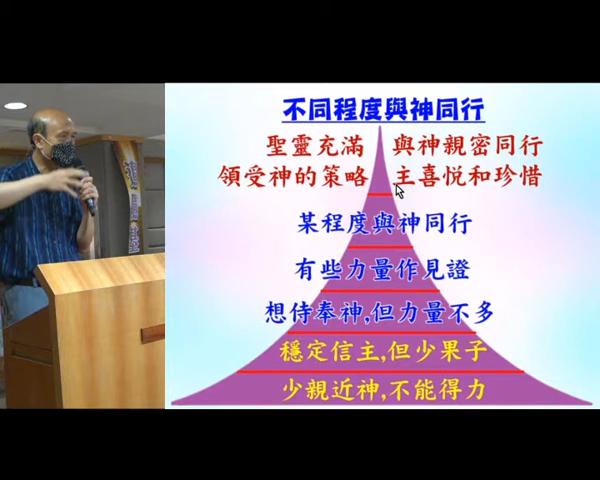 不同程度與神同行
聖靈充滿 與神親密同行
領受神的策略 主喜悅和珍惜
某程度與神同行
有些力量作見證
想侍奉神,但力量不多
穩定信主,但少果子
少親近神,不能得力